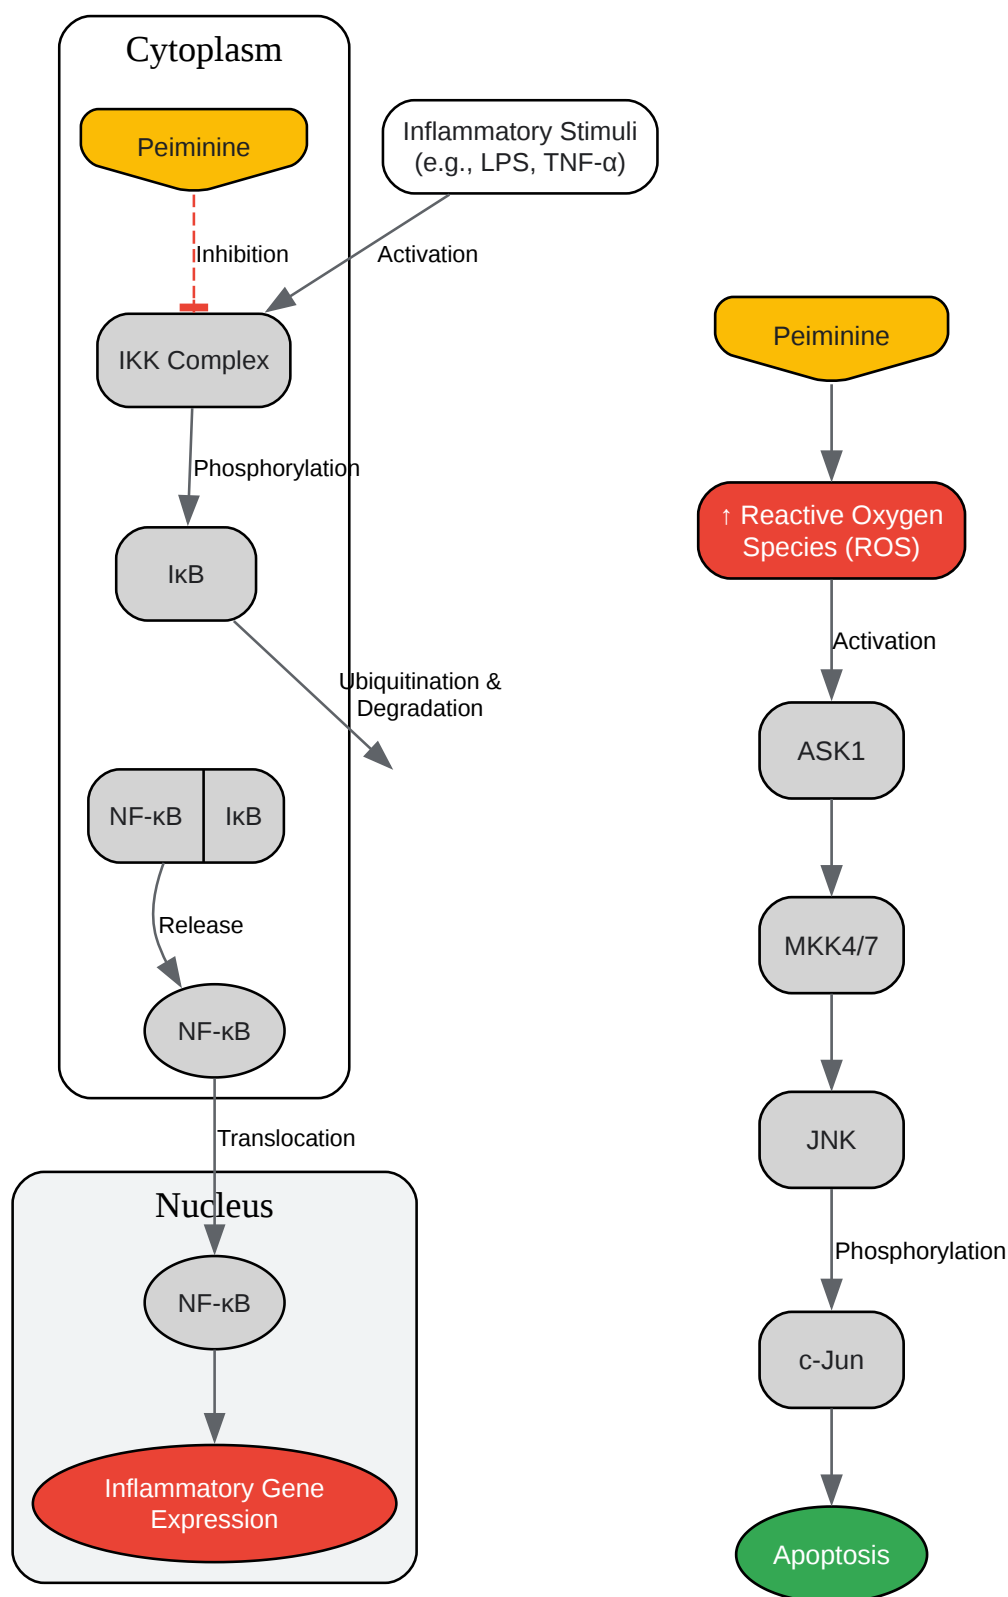 Cytoplasm
Peiminine
Inflammatory Stimuli
(e.g., LPS, TNF-α)
Inhibition
Activation
IKK Complex
Phosphorylation
IκB
Ubiquitination &
Degradation
NF-κB
IκB
Release
NF-κB
Translocation
Nucleus
NF-κB
Inflammatory Gene
Expression
Peiminine
↑ Reactive Oxygen
Species (ROS)
Activation
ASK1
MKK4/7
JNK
Phosphorylation
c-Jun
Apoptosis